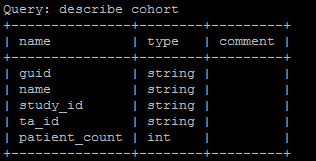 Query: describe cohort
+---------------+--------+---------+
| name          | type   | comment |
+---------------+--------+---------+
| guid          | string |         |
| name          | string |         |
| study_id      | string |         |
| ta_id         | string |         |
| patient_count | int    |         |
+---------------+--------+---------+